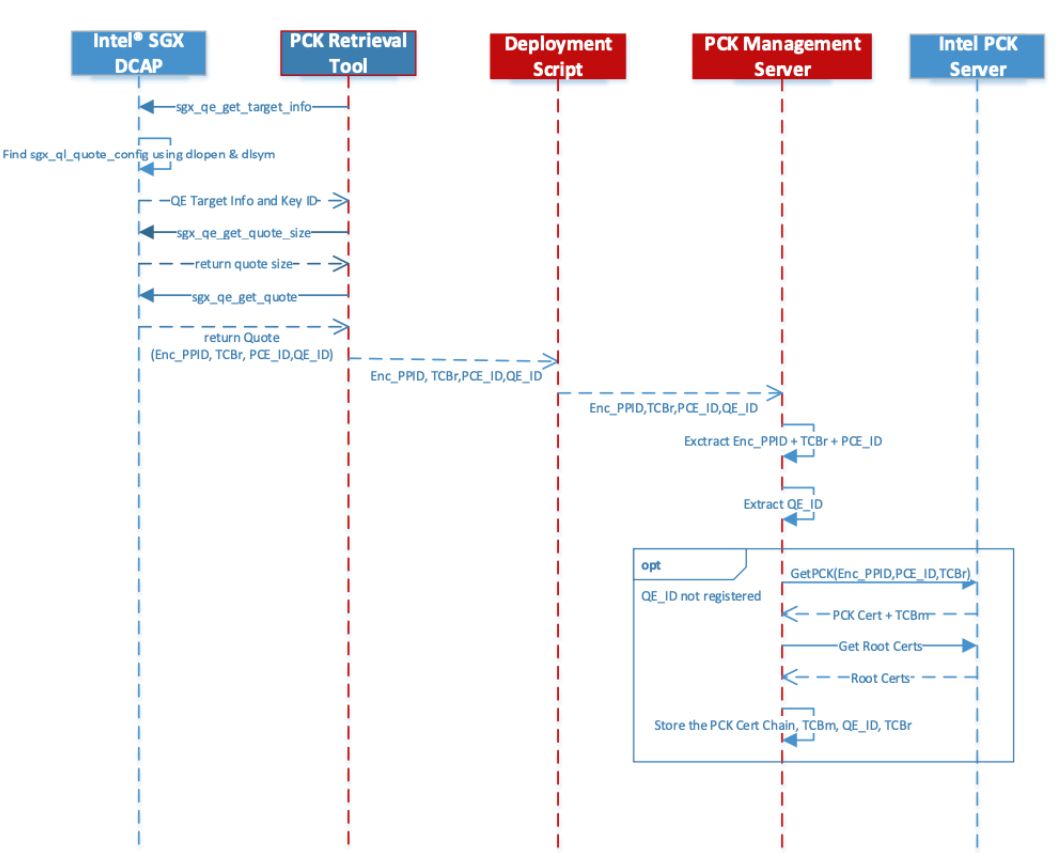 Intel® SGX
DCAP
PCK Retrieval
Tool
Deployment
Script
PCK Management
Server
Intel PCK
Server
sgx_qe_get_target_info
Find sgx_ql_quote_config using dlopen & dlsym
QE Target Info and Key ID
sgx_qe_get_quote_size
return quote size
sgx_qe_get_quote
return Quote
(Enc_PPID, TCBr, PCE_ID,QE_ID)
Enc_PPID, TCBr,PCE_ID,QE_ID
Enc_PPID,TCBr,PCE_ID,QE_ID
Exctract Enc_PPID + TCBr + PCE_ID
Extract QE_ID
opt
GetPCK(Enc_PPID,PCE_ID,TCBr)
QE_ID not registered
PCK Cert + TCBm
Get Root Certs
Root Certs
Store the PCK Cert Chain, TCBm, QE_ID, TCBr